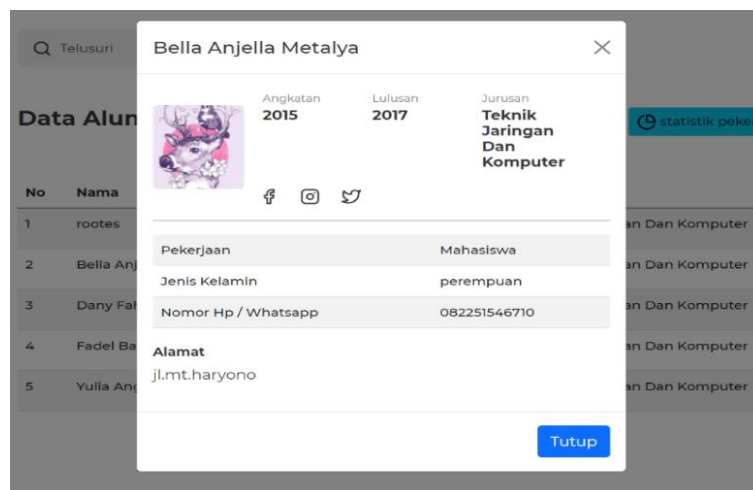 Telusuri
Bella Anjella Metalya
Data Alun
statistik peke
Angkatan
2015
Lulusan
2017
Jurusan
Teknik
Jaringan
Dan
Komputer
No Nama
1 rootes an Dan Komputer
2 Bella Anj an Dan Komputer
3 Dany Fah an Dan Komputer
4 Fadel Ba an Dan Komputer
5 Yulia Ang an Dan Komputer
Pekerjaan Mahasiswa
Jenis Kelamin perempuan
Nomor Hp / Whatsapp 082251546710
Alamat
jl.mt.haryono
Tutup